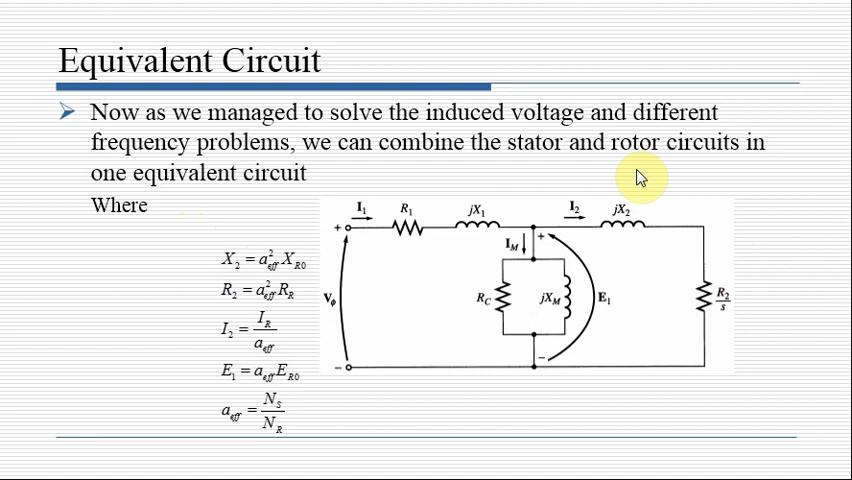 Equivalent Circuit
Now as we managed to solve the induced voltage and different
frequency problems, we can combine the stator and rotor circuits in
one equivalent circuit
Where
X₂ = a²eff X_R0
R₂ = a²eff R_R
I₂ = I_R / a_eff
E₁ = a_eff E_R0
a_eff = N_S / N_R
I₁ R₁ jX₁ I₂ jX₂
+ I_M +
V_ϕ R_C jX_M E₁ R₂/s
− −